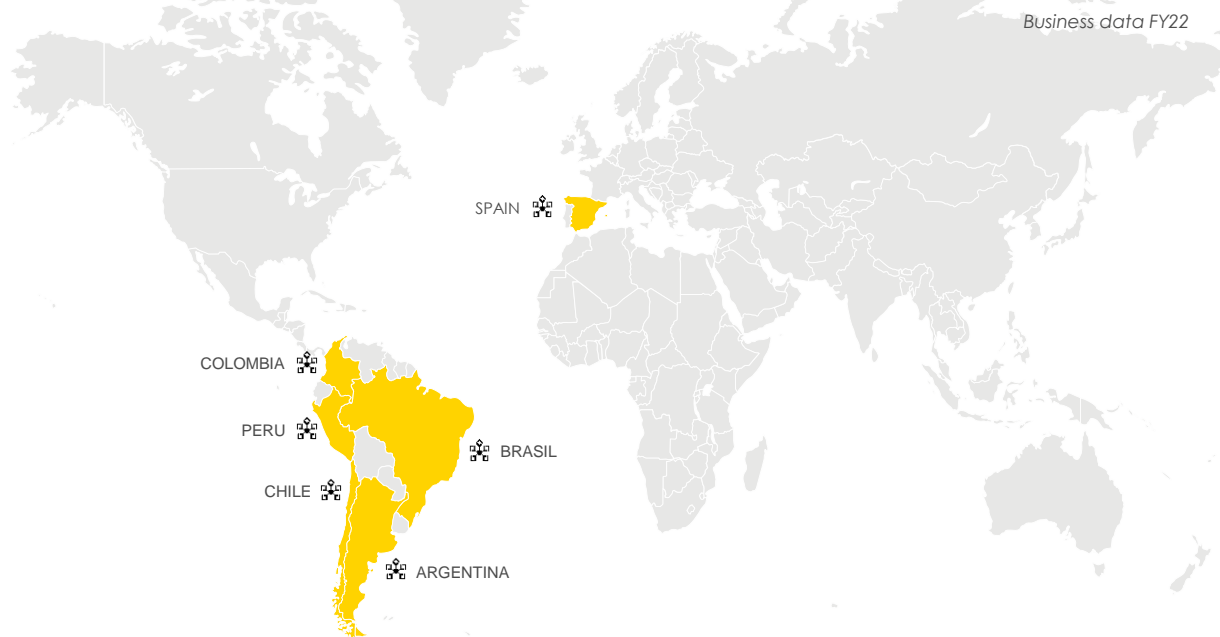 Business data FY22
SPAIN
COLOMBIA
PERU
BRASIL
CHILE
ARGENTINA